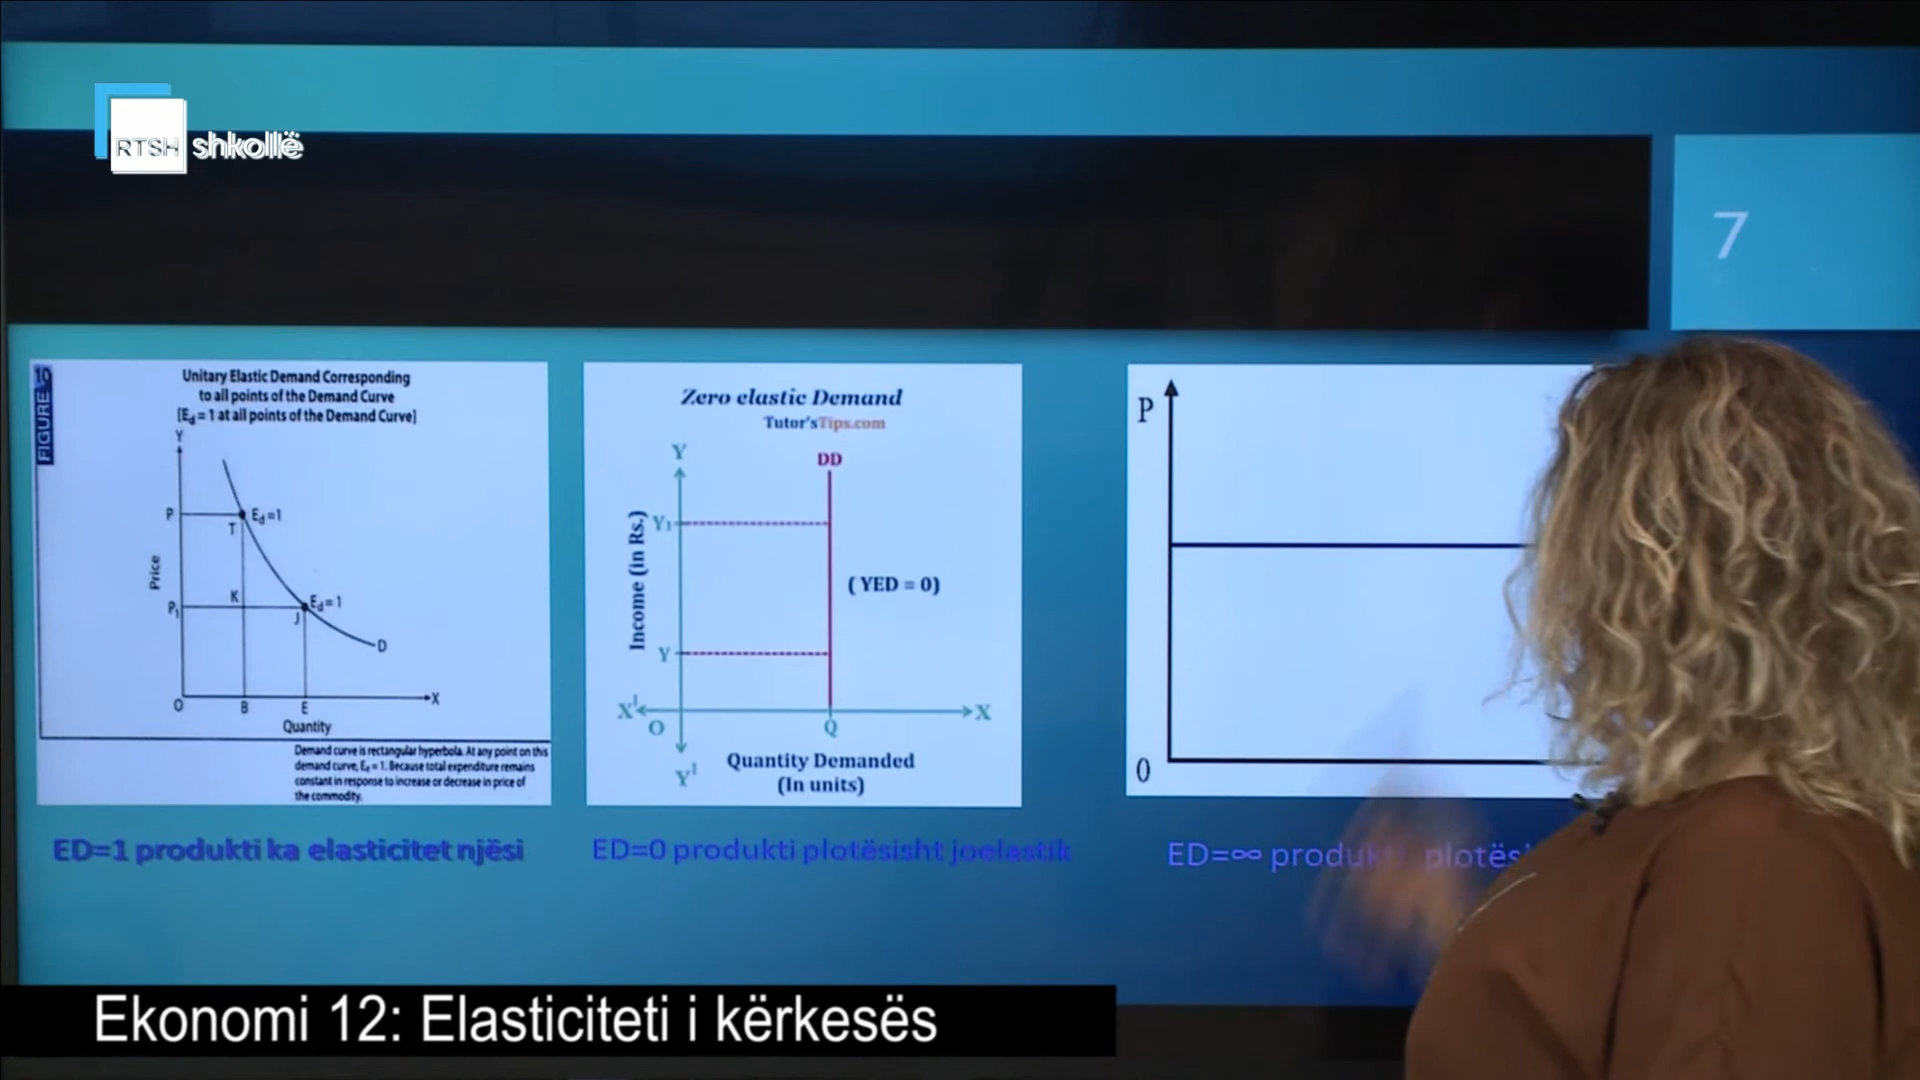 RTSH shkollë
7
FIGURE 10
Unitary Elastic Demand Corresponding
to all points of the Demand Curve
[Ed = 1 at all points of the Demand Curve]
Y
P
T
Ed=1
Price
K
P1
Ed=1
J
D
O
B
E
X
Quantity
Demand curve is rectangular hyperbola. At any point on this
demand curve, Ed = 1. Because total expenditure remains
constant in response to increase or decrease in price of
the commodity.
Zero elastic Demand
Tutor'sTips.com
Y
DD
Income (in Rs.)
Y1
( YED = 0)
Y
X1
O
Q
X
Y1
Quantity Demanded
(In units)
P
0
ED=1 produkti ka elasticitet njësi
ED=0 produkti plotësisht joelastik
ED=∞ produkti
Ekonomi 12: Elasticiteti i kërkesës